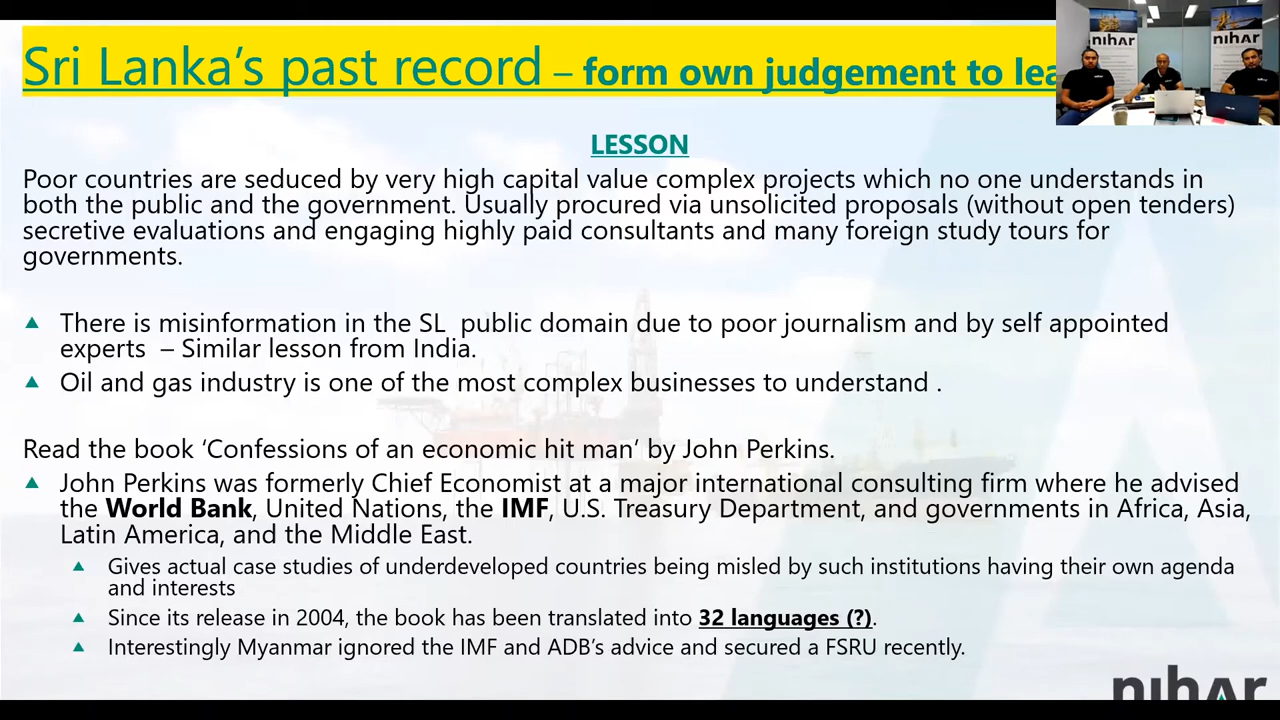 Sri Lanka's past record – form own judgement to lea
nıhʌr
nıhʌr
LESSON
Poor countries are seduced by very high capital value complex projects which no one understands in
both the public and the government. Usually procured via unsolicited proposals (without open tenders)
secretive evaluations and engaging highly paid consultants and many foreign study tours for
governments.
There is misinformation in the SL public domain due to poor journalism and by self appointed
experts – Similar lesson from India.
Oil and gas industry is one of the most complex businesses to understand .
Read the book 'Confessions of an economic hit man' by John Perkins.
John Perkins was formerly Chief Economist at a major international consulting firm where he advised
the World Bank, United Nations, the IMF, U.S. Treasury Department, and governments in Africa, Asia,
Latin America, and the Middle East.
Gives actual case studies of underdeveloped countries being misled by such institutions having their own agenda
and interests
Since its release in 2004, the book has been translated into 32 languages (?).
Interestingly Myanmar ignored the IMF and ADB's advice and secured a FSRU recently.
nıhʌr